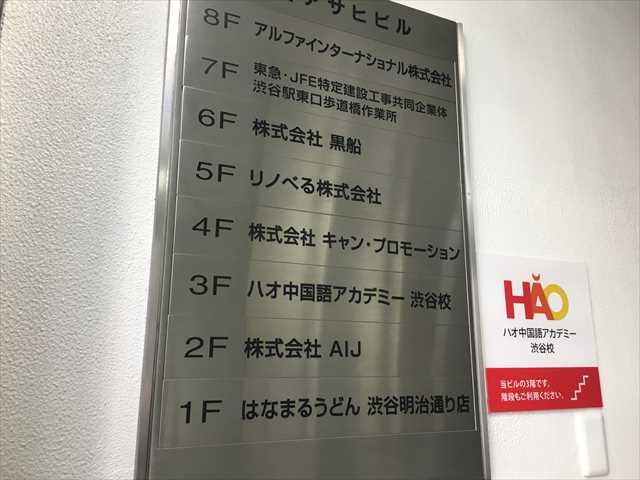 アサヒビル
8F アルファインターナショナル株式会社
7F 東急・JFE特定建設工事共同企業体
渋谷駅東口歩道橋作業所
6F 株式会社 黒船
5F リノベる株式会社
4F 株式会社 キャン・プロモーション
3F ハオ中国語アカデミー 渋谷校
2F 株式会社 AIJ
1F はなまるうどん 渋谷明治通り店
HǍO
ハオ中国語アカデミー
渋谷校
当ビルの3階です。
階段もご利用ください。